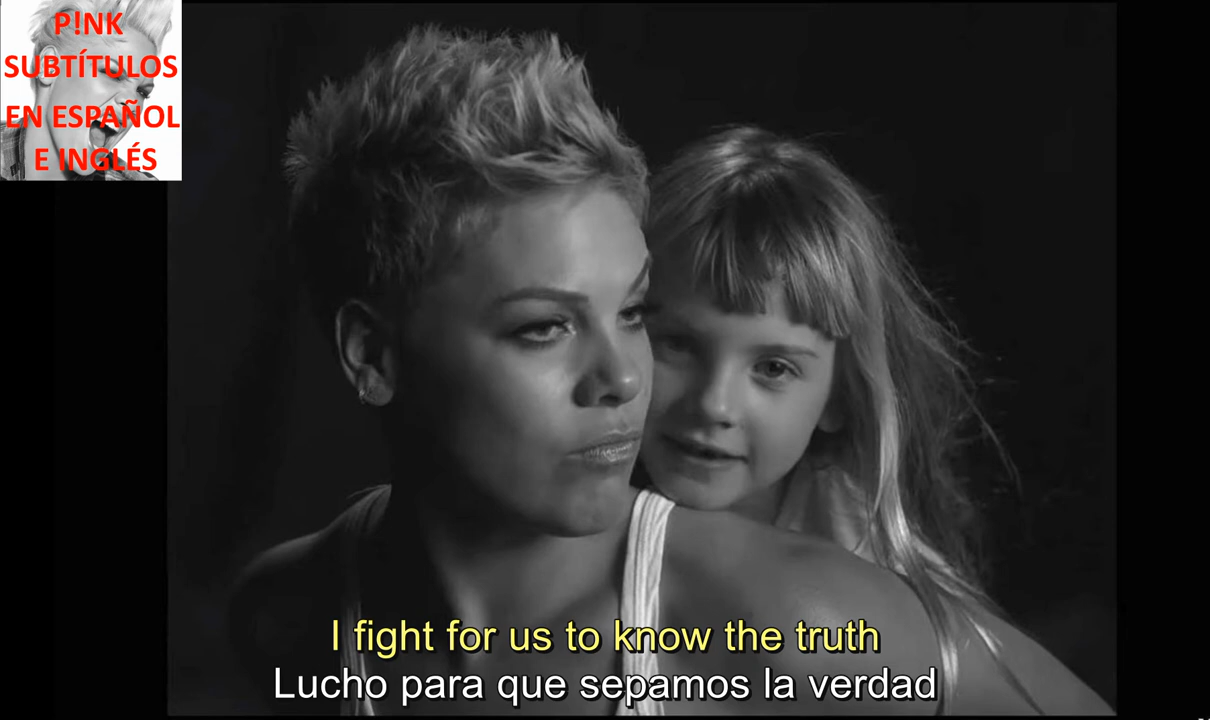 P!NK
SUBTÍTULOS
EN ESPAÑOL
E INGLÉS
I fight for us to know the truth
Lucho para que sepamos la verdad